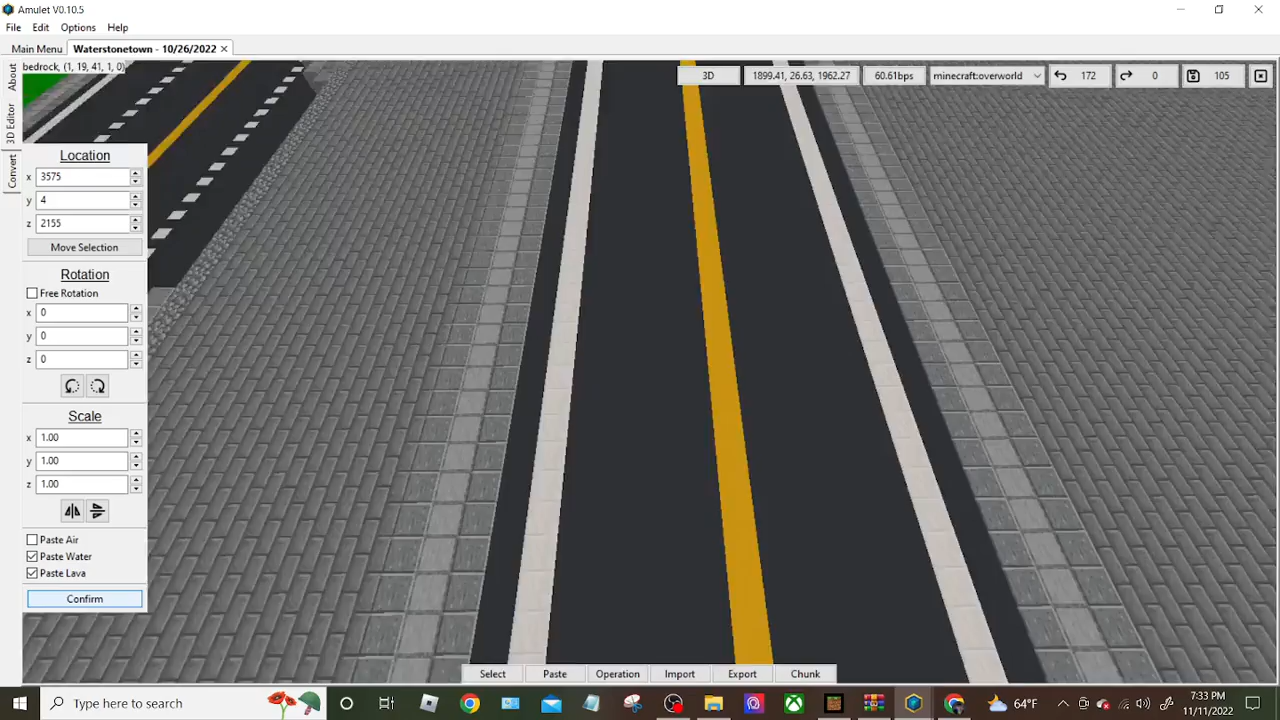 Amulet V0.10.5
File Edit Options Help
Main Menu Waterstonetown - 10/26/2022
bedrock, (1, 19, 41, 1, 0)
3D 1899.41, 26.63, 1962.27 60.61bps minecraft:overworld 172 0 105
About
3D Editor
Convert
Location
x 3575
y 4
z 2155
Move Selection
Rotation
Free Rotation
x 0
y 0
z 0
Scale
x 1.00
y 1.00
z 1.00
Paste Air
Paste Water
Paste Lava
Confirm
Select Paste Operation Import Export Chunk
Type here to search
64°F
7:33 PM
11/11/2022